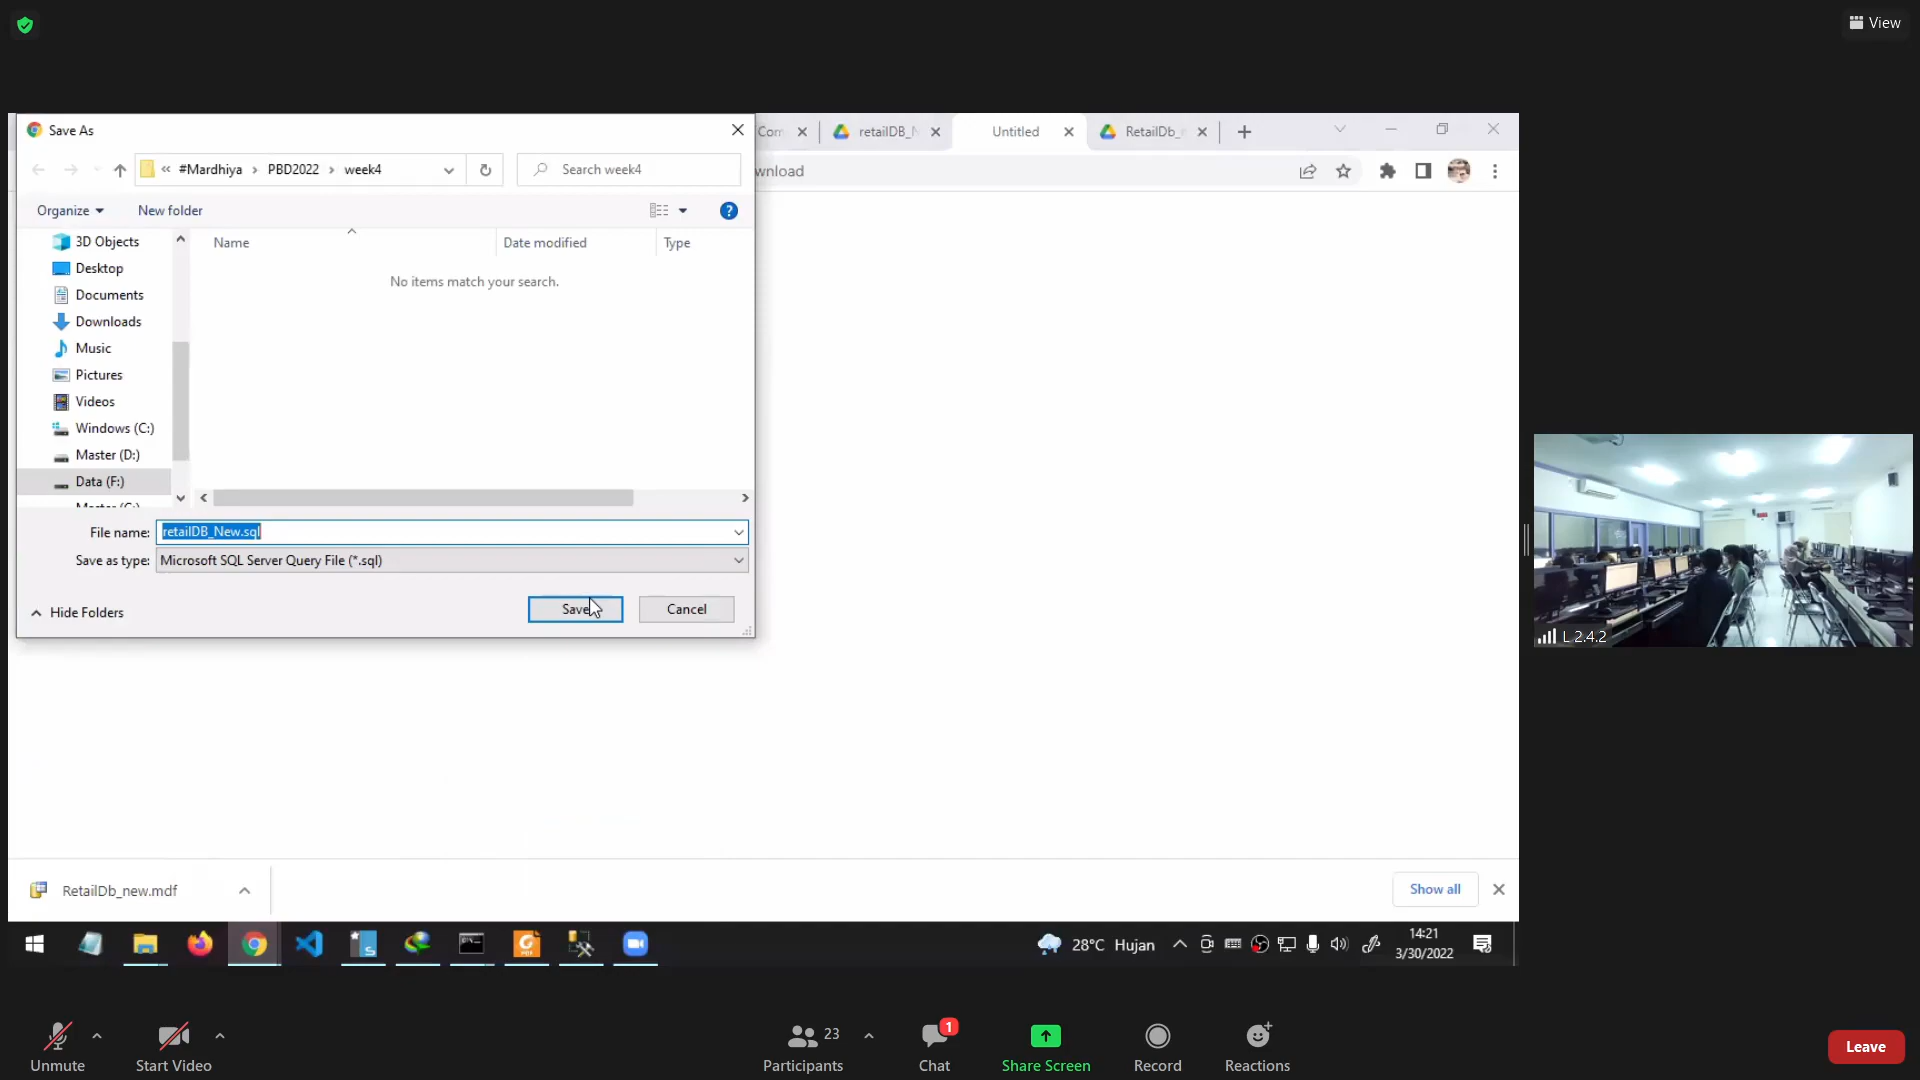 View
Save As
Com
retailDB_N
Untitled
RetailDb_
« #Mardhiya › PBD2022 › week4
Search week4
wnload
Organize
New folder
Name
Date modified
Type
No items match your search.
3D Objects
Desktop
Documents
Downloads
Music
Pictures
Videos
Windows (C:)
Master (D:)
Data (F:)
File name: retailDB_New.sql
Save as type: Microsoft SQL Server Query File (*.sql)
Hide Folders
Save
Cancel
L 2.4.2
RetailDb_new.mdf
Show all
28°C Hujan
14:21
3/30/2022
Unmute
Start Video
23
Participants
1
Chat
Share Screen
Record
Reactions
Leave